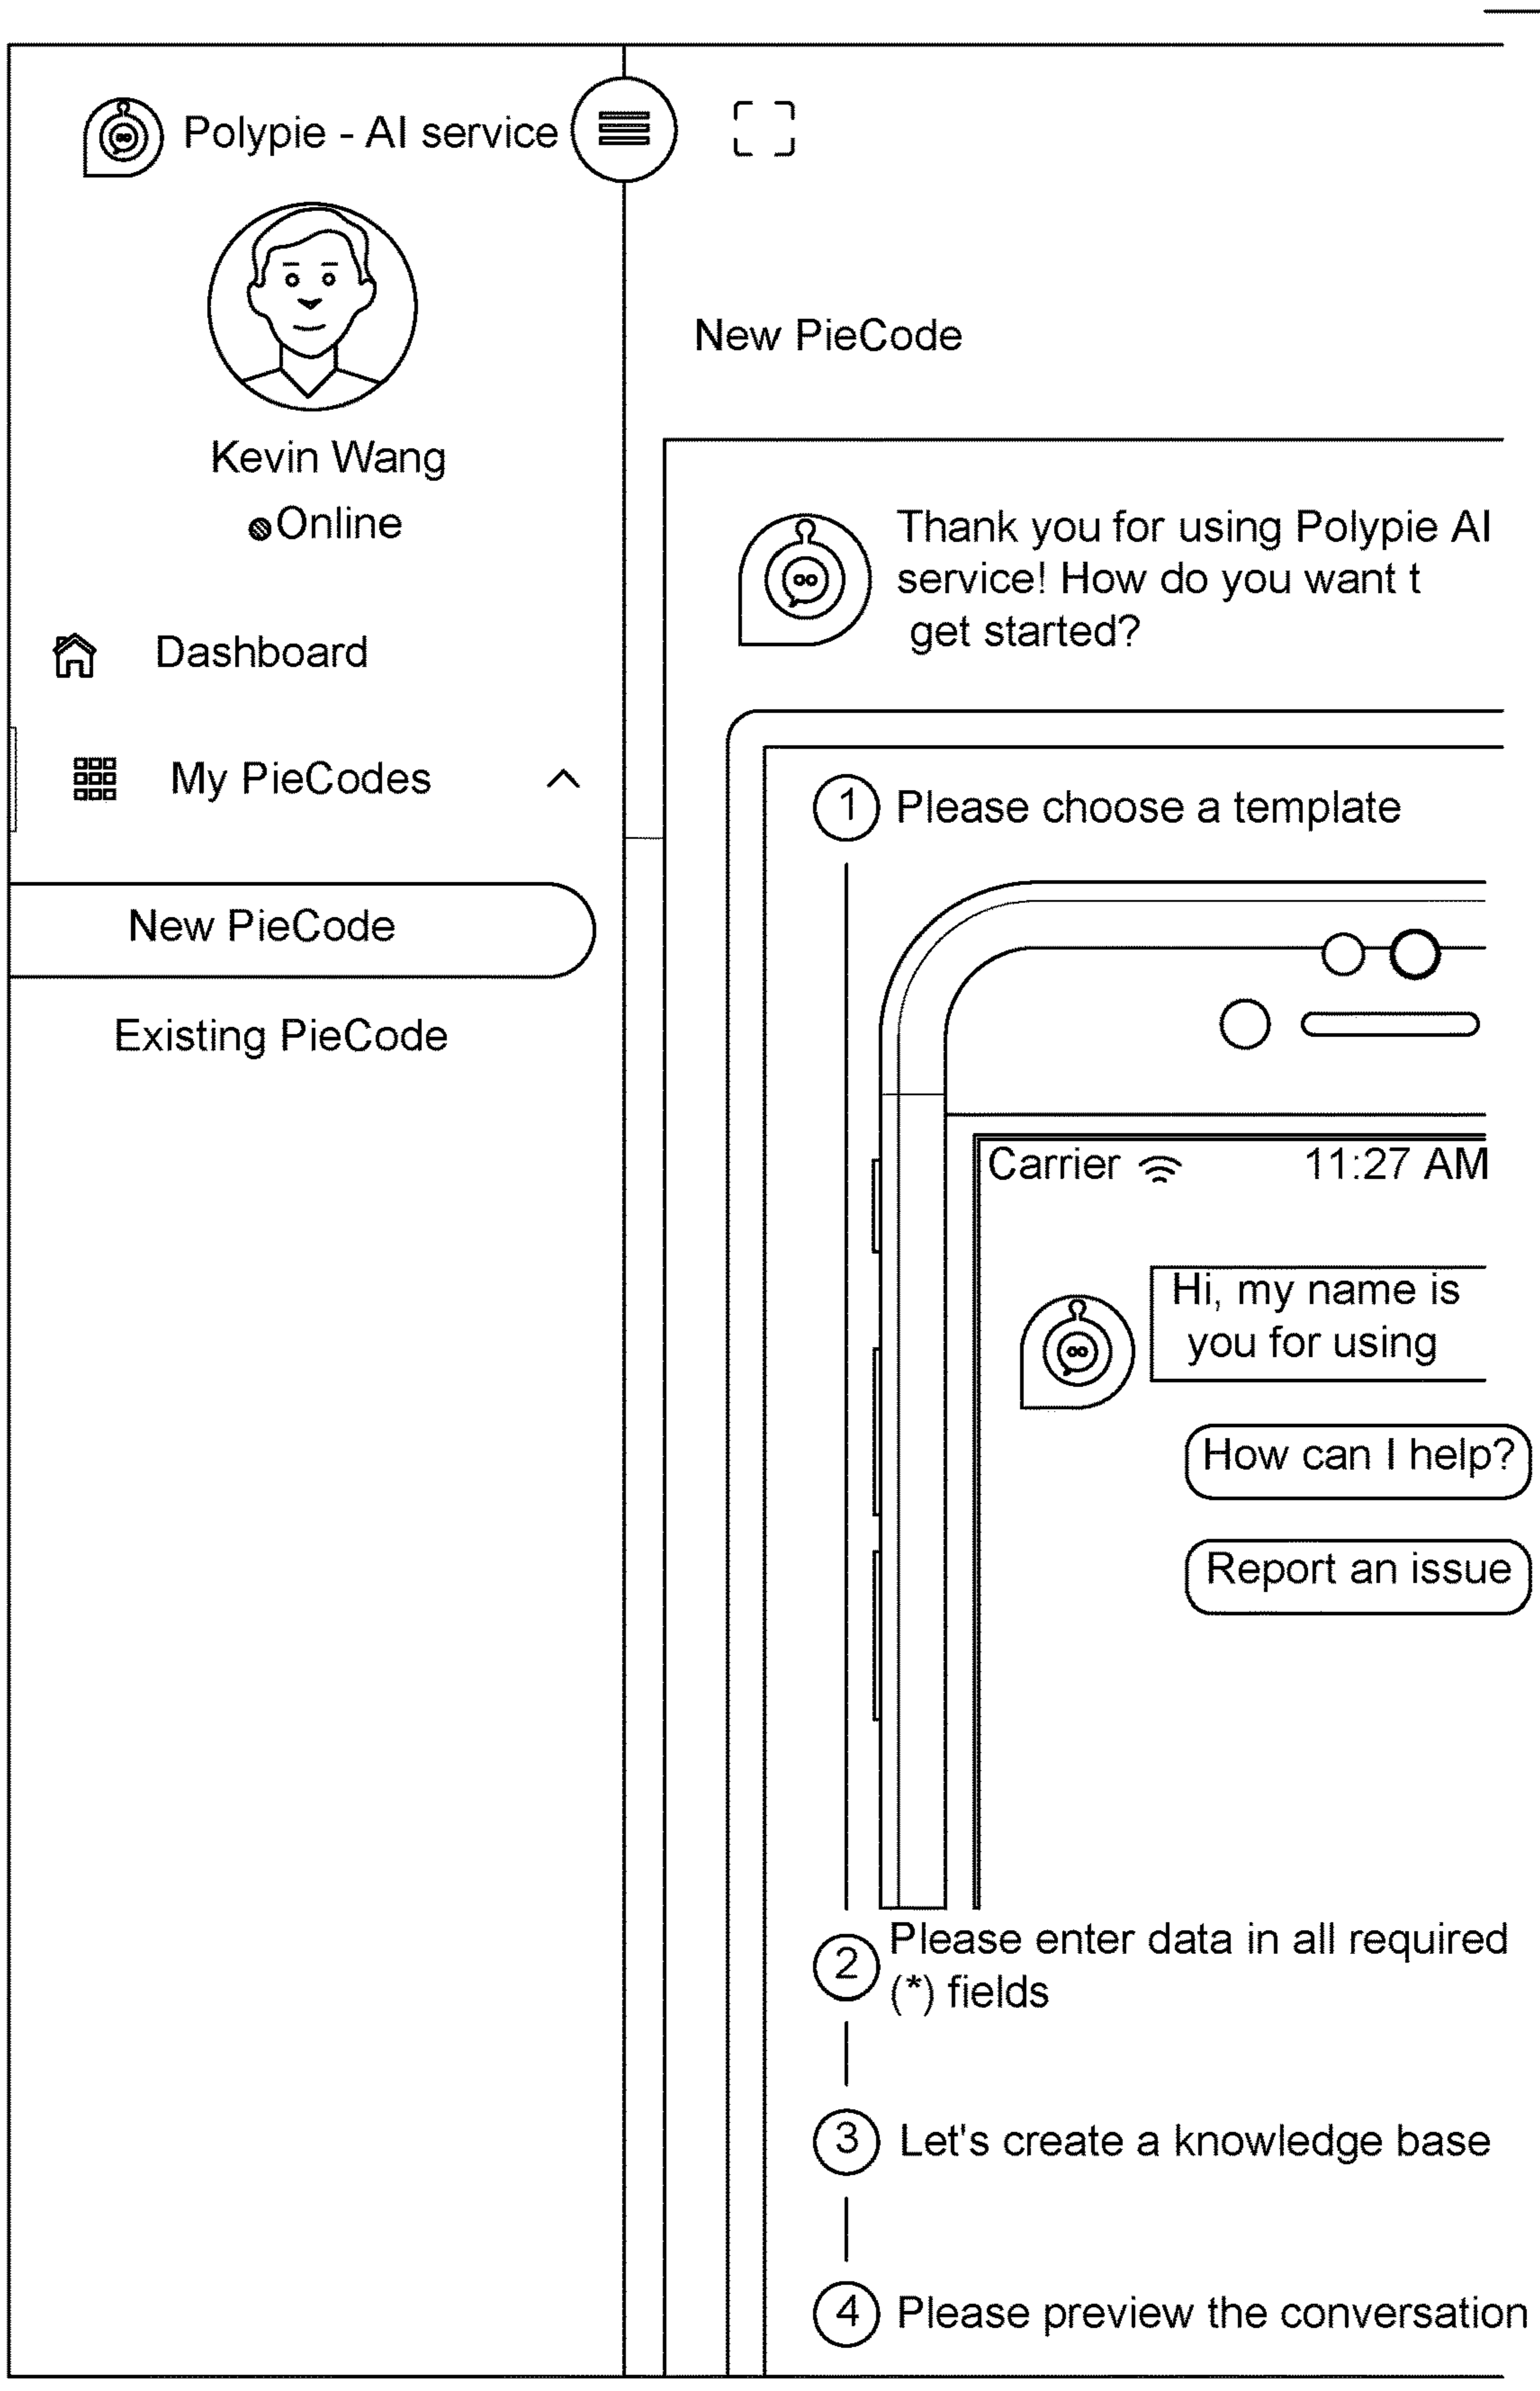 Polypie - AI service
Kevin Wang
Online
Dashboard
My PieCodes
New PieCode
Existing PieCode
New PieCode
Thank you for using Polypie AI
service! How do you want t
get started?
1 Please choose a template
Carrier 11:27 AM
Hi, my name is
you for using
How can I help?
Report an issue
2 Please enter data in all required
(*) fields
3 Let's create a knowledge base
4 Please preview the conversation